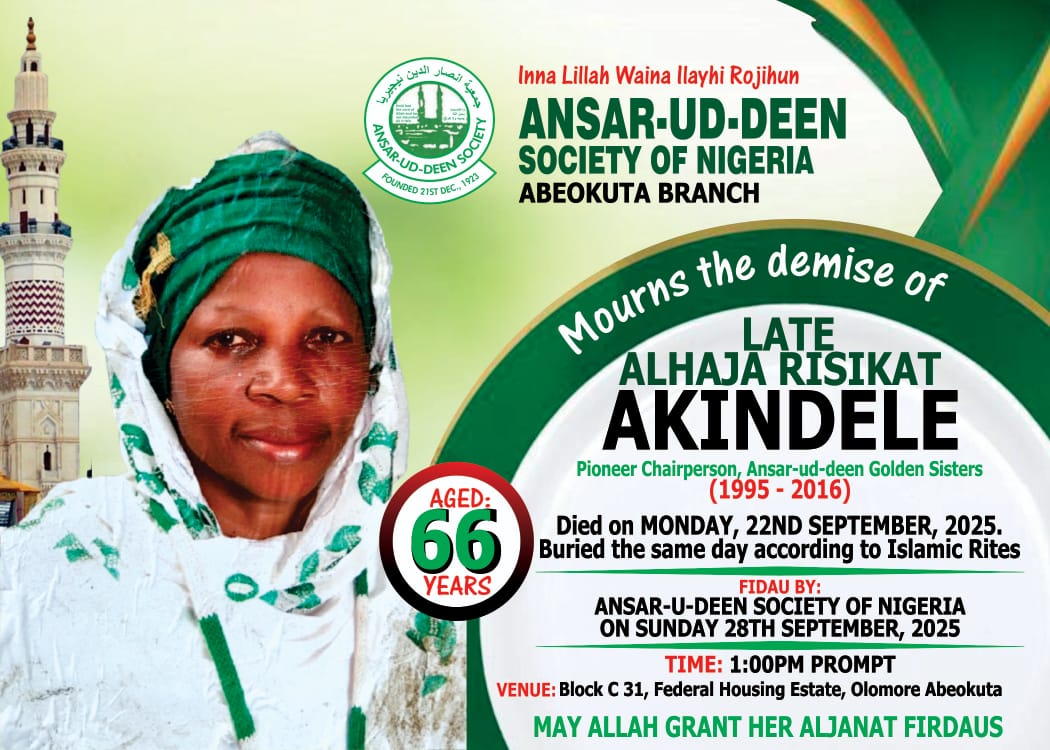 Inna Lillah Waina Ilayhi Rojihun
ANSAR-UD-DEEN
SOCIETY OF NIGERIA
ABEOKUTA BRANCH
جمعية انصار الدين نيجيريا
ANSAR-UD-DEEN SOCIETY
FOUNDED 21ST DEC., 1923
Mourns the demise of
LATE
ALHAJA RISIKAT
AKINDELE
Pioneer Chairperson, Ansar-ud-deen Golden Sisters
(1995 - 2016)
AGED:
66
YEARS
Died on MONDAY, 22ND SEPTEMBER, 2025.
Buried the same day according to Islamic Rites
FIDAU BY:
ANSAR-U-DEEN SOCIETY OF NIGERIA
ON SUNDAY 28TH SEPTEMBER, 2025
TIME: 1:00PM PROMPT
VENUE: Block C 31, Federal Housing Estate, Olomore Abeokuta
MAY ALLAH GRANT HER ALJANAT FIRDAUS